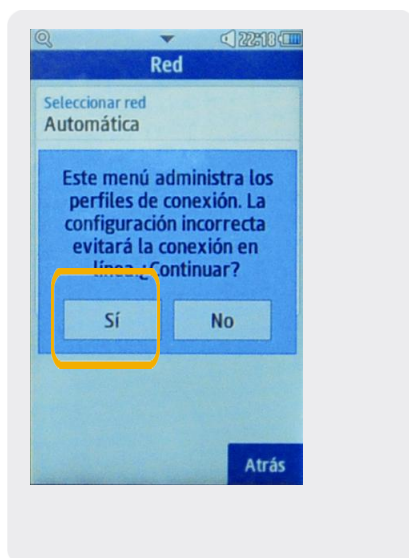 22:18
Red
Seleccionar red
Automática
Este menú administra los
perfiles de conexión. La
configuración incorrecta
evitará la conexión en
línea.¿Continuar?
Sí
No
Atrás